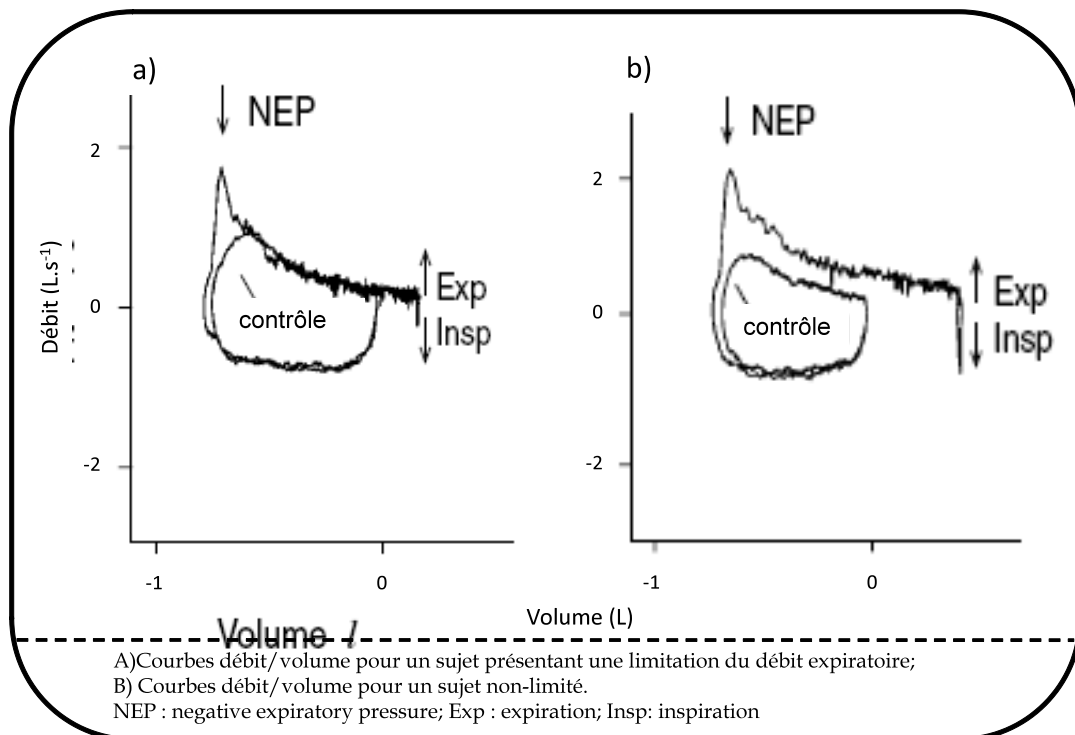 a)
NEP
2
Débit (L.s⁻¹)
0
contrôle
Exp
Insp
-2
-1
0
Volume l
b)
NEP
2
0
contrôle
Exp
Insp
-2
-1
0
Volume (L)
A)Courbes débit/volume pour un sujet présentant une limitation du débit expiratoire;
B) Courbes débit/volume pour un sujet non-limité.
NEP : negative expiratory pressure; Exp : expiration; Insp: inspiration